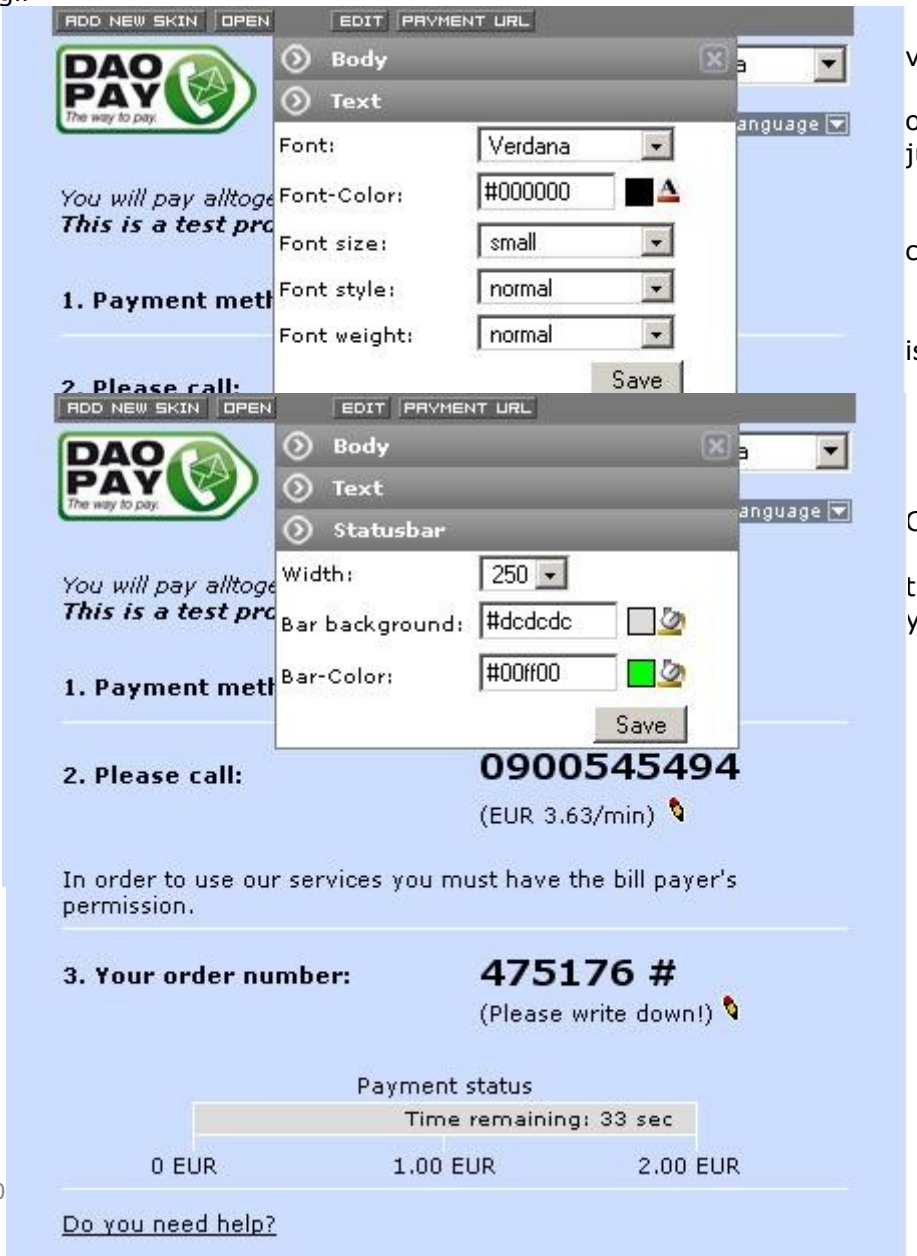 ADD NEW SKIN OPEN EDIT PAYMENT URL
DAO
PAY
The way to pay.
Body
a
Text
anguage
Font: Verdana
Font-Color: #000000
You will pay alltoge
This is a test pro
Font size: small
Font style: normal
1. Payment meth
Font weight: normal
Save
2. Please call:
ADD NEW SKIN OPEN EDIT PAYMENT URL
DAO
PAY
The way to pay.
Body
a
Text
anguage
Statusbar
Width: 250
You will pay alltoge
This is a test pro
Bar background: #dcdcdc
Bar-Color: #00ff00
1. Payment meth
Save
2. Please call: 0900545494
(EUR 3.63/min)
In order to use our services you must have the bill payer's
permission.
3. Your order number: 475176 #
(Please write down!)
Payment status
Time remaining: 33 sec
0 EUR 1.00 EUR 2.00 EUR
Do you need help?